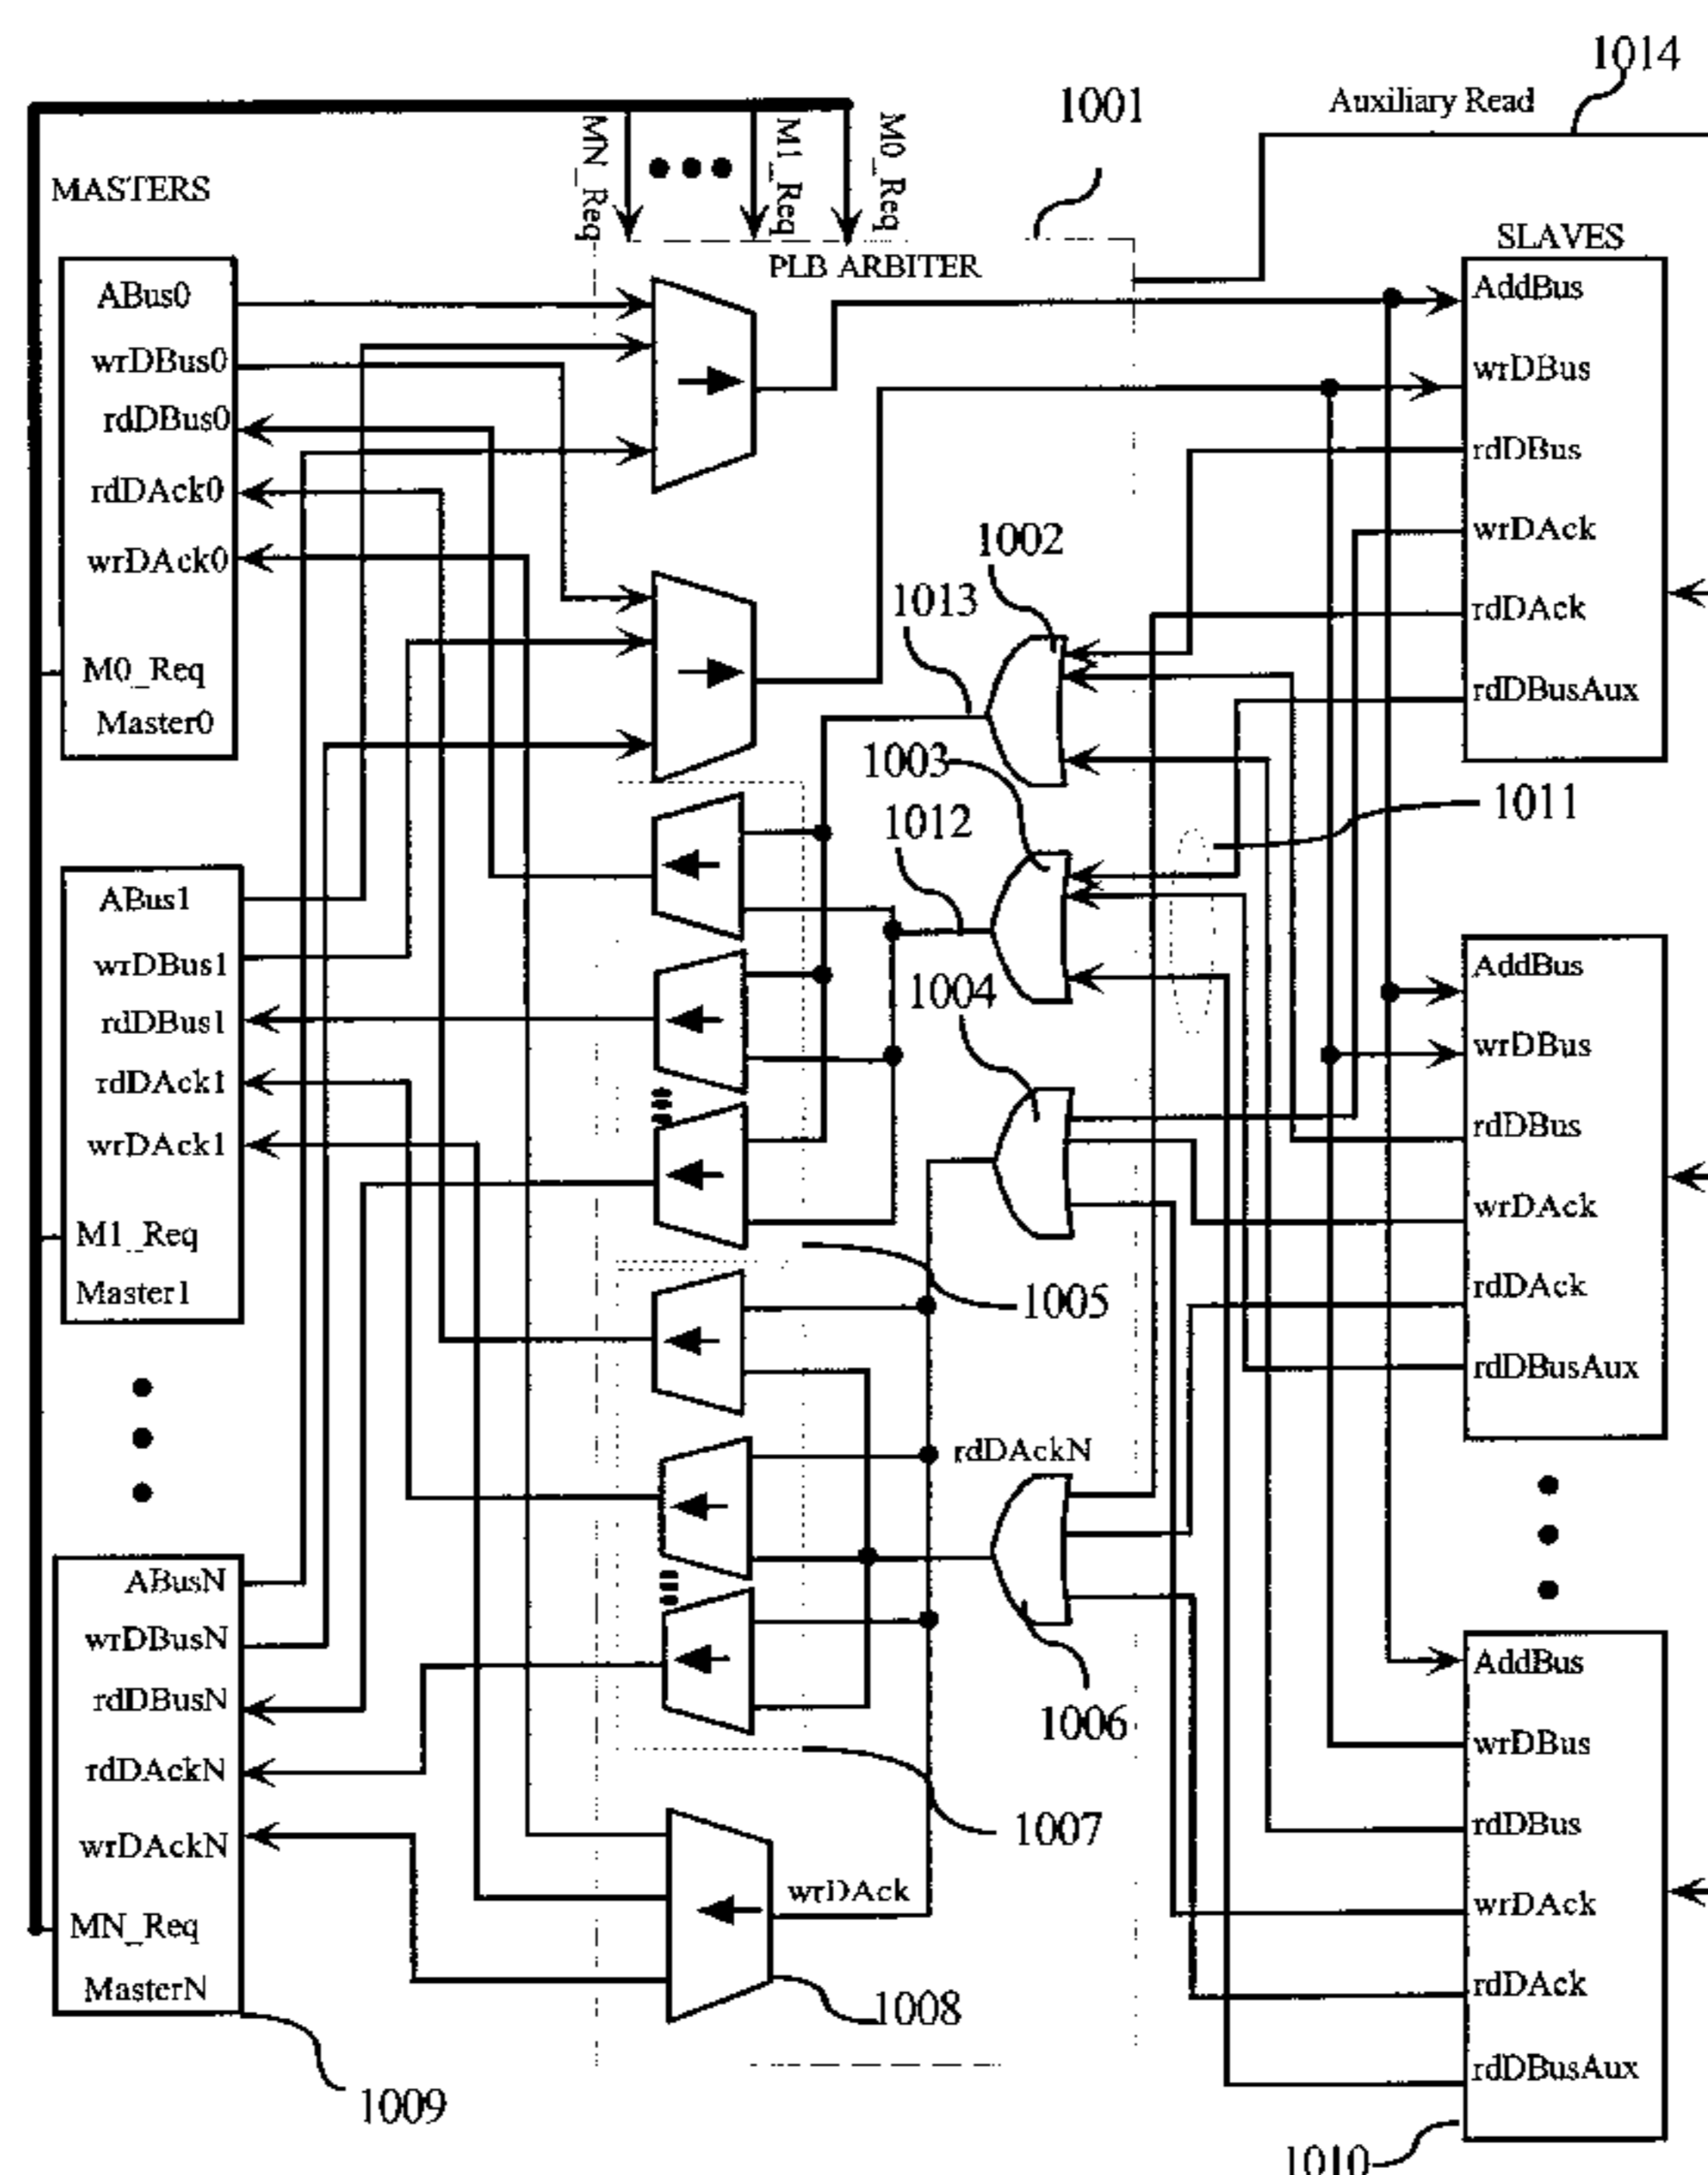 1014
Auxiliary Read
1001
MN_Req
M1_Req
M0_Req
MASTERS
PLB ARBITER
SLAVES
ABus0
wrDBus0
rdDBus0
rdDAck0
wrDAck0
M0_Req
Master0
AddBus
wrDBus
rdDBus
wrDAck
rdDAck
rdDBusAux
1002
1013
1003
1012
1011
1004
ABus1
wrDBus1
rdDBus1
rdDAck1
wrDAck1
M1_Req
Master1
AddBus
wrDBus
rdDBus
wrDAck
rdDAck
rdDBusAux
1005
rdDAckN
1006
1007
ABusN
wrDBusN
rdDBusN
rdDAckN
wrDAckN
MN_Req
MasterN
wrDAck
1008
1009
AddBus
wrDBus
rdDBus
wrDAck
rdDAck
rdDBusAux
1010